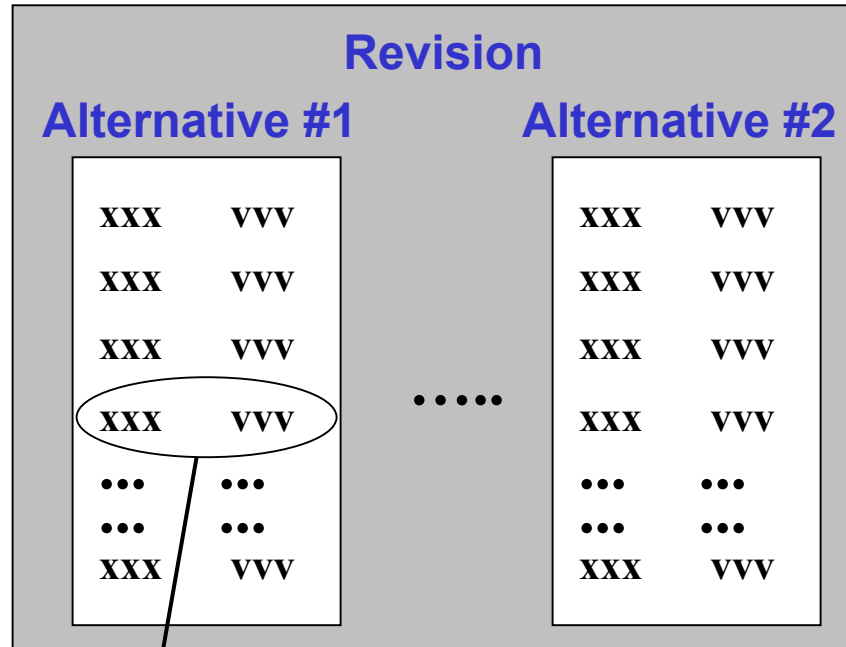 Revision
Alternative #1 Alternative #2
xxx vvv xxx vvv
xxx vvv xxx vvv
xxx vvv xxx vvv
•••••
xxx vvv xxx vvv
••• ••• ••• •••
••• ••• ••• •••
xxx vvv xxx vvv